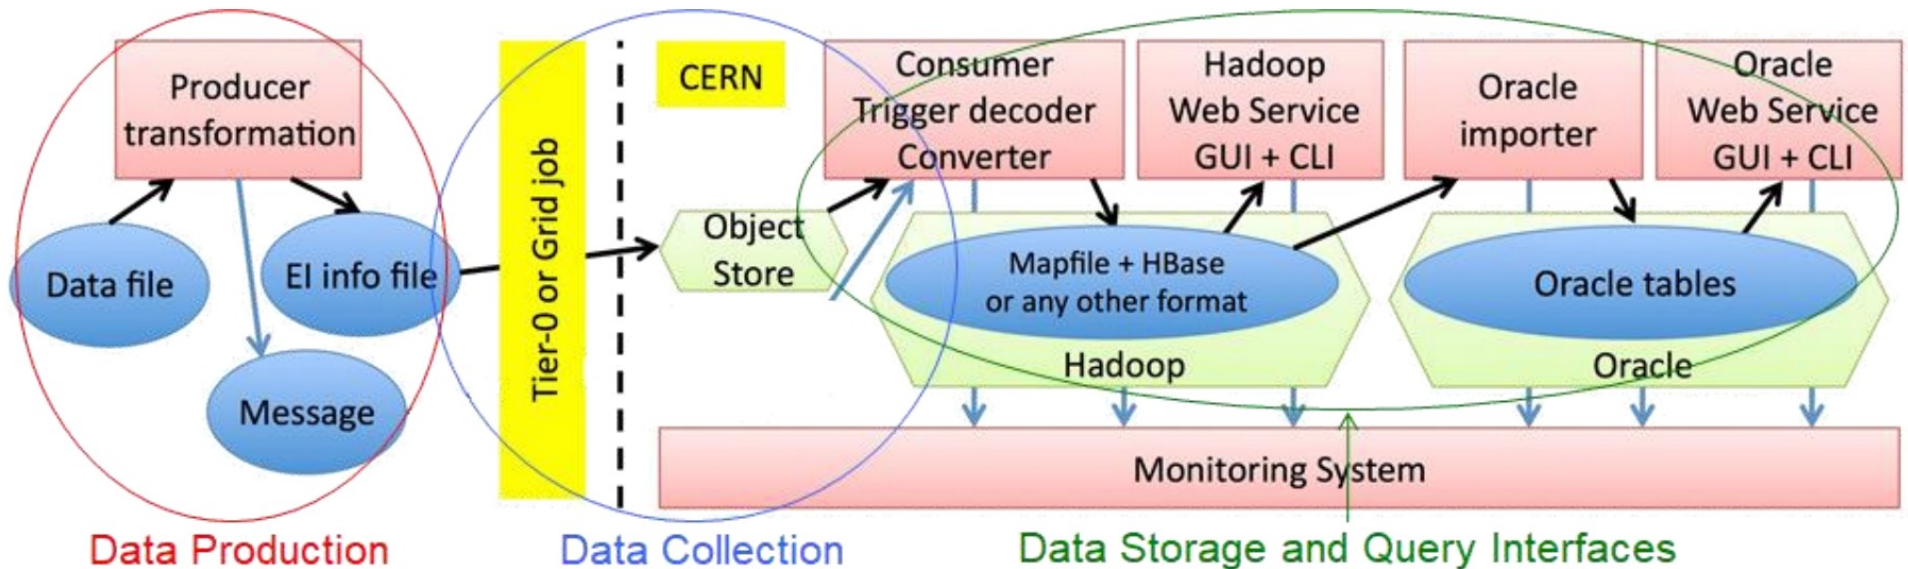 Producer
transformation
Data file
EI info file
Message
Tier-0 or Grid job
CERN
Object
Store
Consumer
Trigger decoder
Converter
Hadoop
Web Service
GUI + CLI
Oracle
importer
Oracle
Web Service
GUI + CLI
Mapfile + HBase
or any other format
Hadoop
Oracle tables
Oracle
Monitoring System
Data Production
Data Collection
Data Storage and Query Interfaces